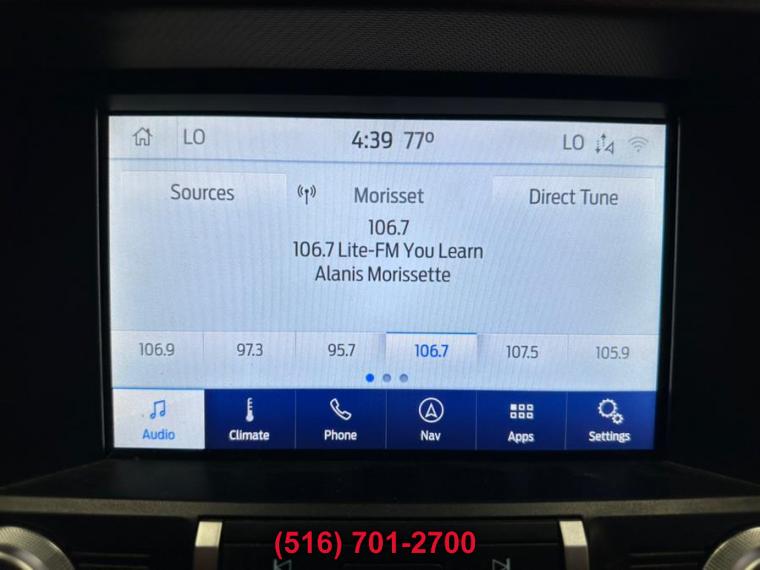 LO 4:39 77° LO
Sources Morisset Direct Tune
106.7
106.7 Lite-FM You Learn
Alanis Morissette
106.9 97.3 95.7 106.7 107.5 105.9
Audio Climate Phone Nav Apps Settings
(516) 701-2700